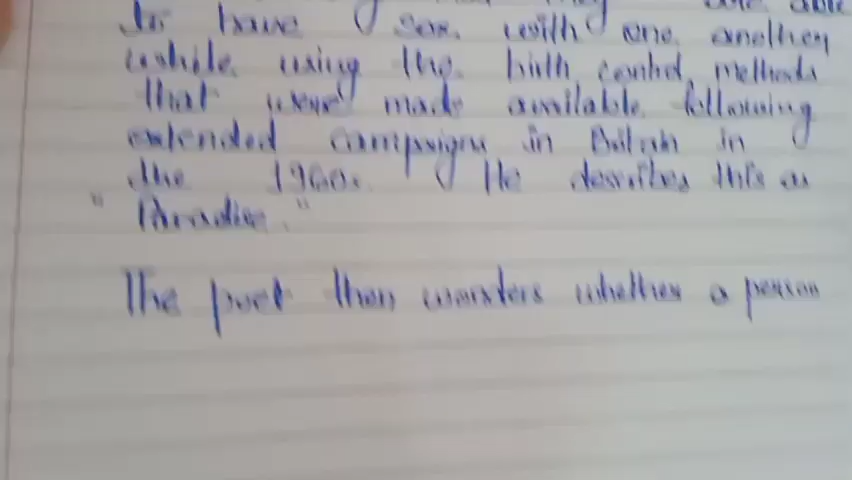 to have sex with one another
while using the birth control methods
that were made available following
extended campaigns in Britain in
the 1960s. He describes this as
"Paradise."
The poet then wonders whether a person